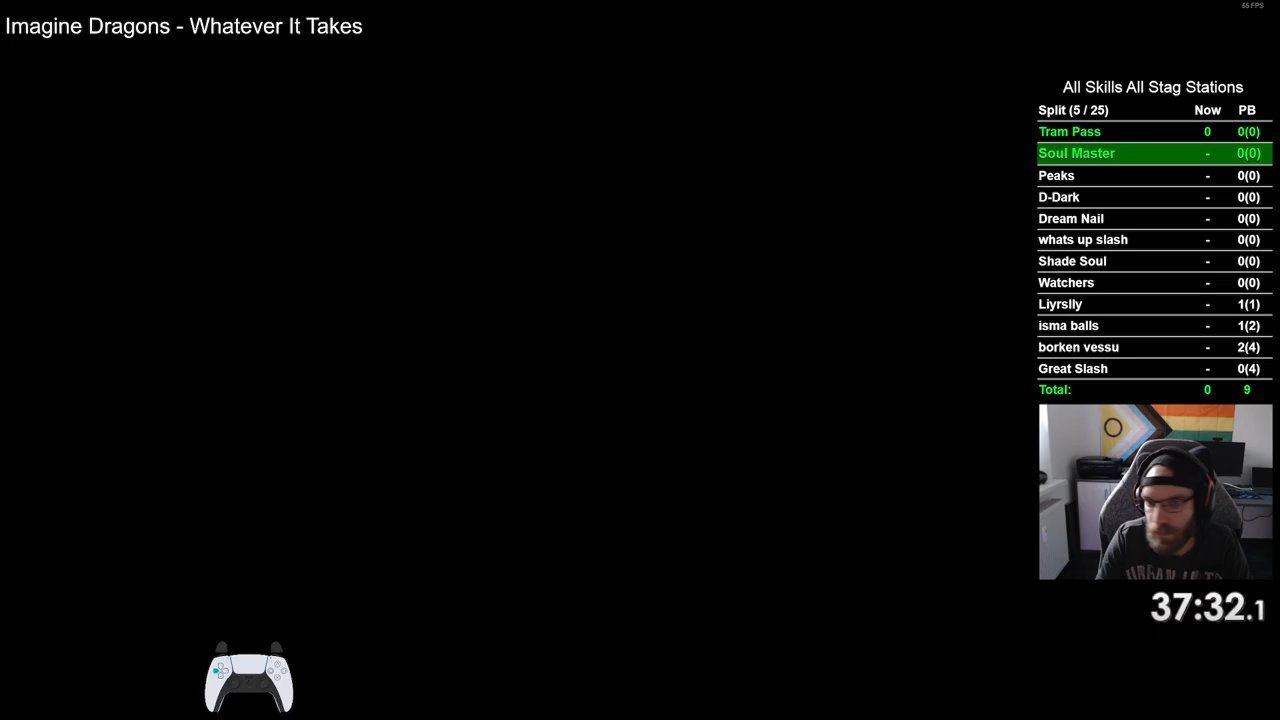 55 FPS
Imagine Dragons - Whatever It Takes
All Skills All Stag Stations
Split (5 / 25) Now PB
Tram Pass 0 0(0)
Soul Master - 0(0)
Peaks - 0(0)
D-Dark - 0(0)
Dream Nail - 0(0)
whats up slash - 0(0)
Shade Soul - 0(0)
Watchers - 0(0)
Liyrslly - 1(1)
isma balls - 1(2)
borken vessu - 2(4)
Great Slash - 0(4)
Total: 0 9
37:32.1